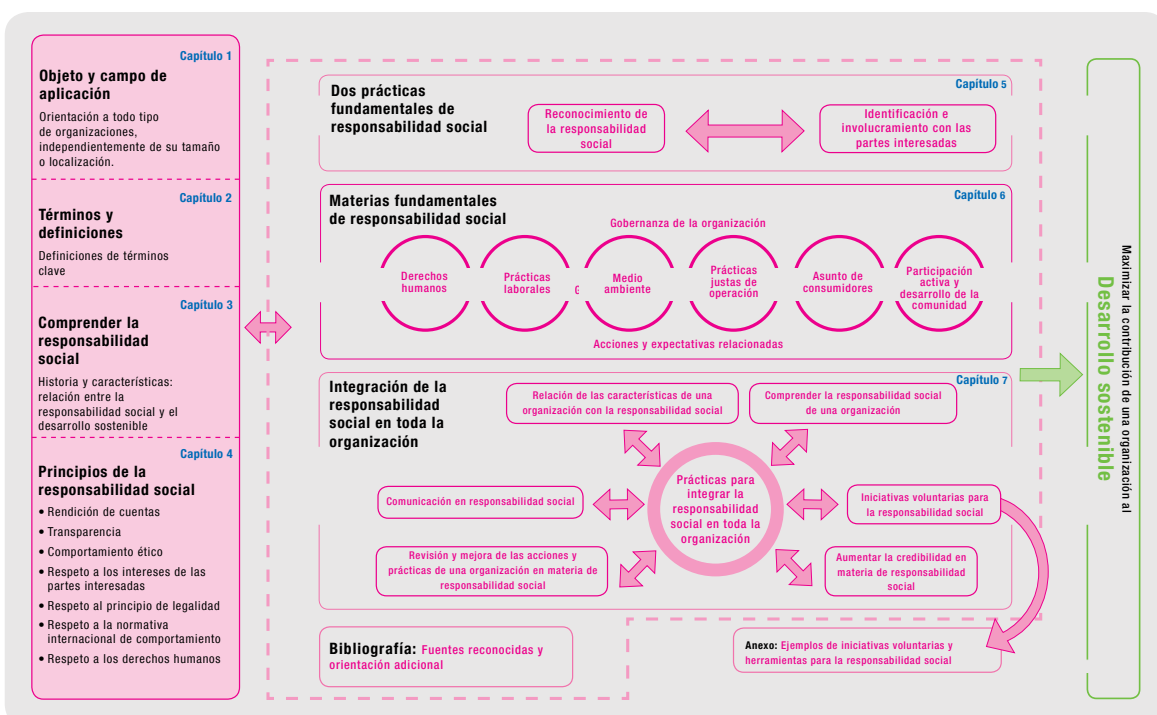 Capítulo 1
Objeto y campo de
aplicación
Orientación a todo tipo
de organizaciones,
independientemente de su tamaño
o localización.
Capítulo 2
Términos y
definiciones
Definiciones de términos
clave
Capítulo 3
Comprender la
responsabilidad
social
Historia y características:
relación entre la
responsabilidad social y el
desarrollo sostenible
Capítulo 4
Principios de la
responsabilidad social
• Rendición de cuentas
• Transparencia
• Comportamiento ético
• Respeto a los intereses de las
partes interesadas
• Respeto al principio de legalidad
• Respeto a la normativa
internacional de comportamiento
• Respeto a los derechos humanos
Capítulo 5
Dos prácticas
fundamentales de
responsabilidad social
Reconocimiento de
la responsabilidad
social
Identificación e
involucramiento con las
partes interesadas
Capítulo 6
Materias fundamentales
de responsabilidad social
Gobernanza de la organización
Derechos
humanos
Prácticas
laborales
G
Medio
ambiente
Prácticas
justas de
operación
Asunto de
consumidores
Participación
activa y
desarrollo de la
comunidad
Acciones y expectativas relacionadas
Capítulo 7
Integración de la
responsabilidad
social en toda la
organización
Relación de las características de una
organización con la responsabilidad social
Comprender la responsabilidad social
de una organización
Prácticas para
integrar la
responsabilidad
social en toda la
organización
Comunicación en responsabilidad social
Iniciativas voluntarias para
la responsabilidad social
Revisión y mejora de las acciones y
prácticas de una organización en materia de
responsabilidad social
Aumentar la credibilidad en
materia de responsabilidad
social
Bibliografía: Fuentes reconocidas y
orientación adicional
Anexo: Ejemplos de iniciativas voluntarias y
herramientas para la responsabilidad social
Maximizar la contribución de una organización al
Desarrollo sostenible